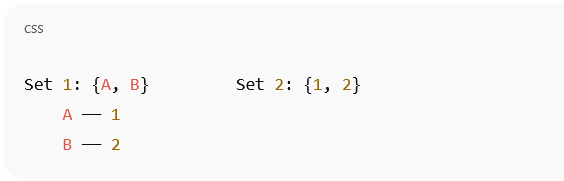 css
Set 1: {A, B}        Set 2: {1, 2}
A —— 1
B —— 2